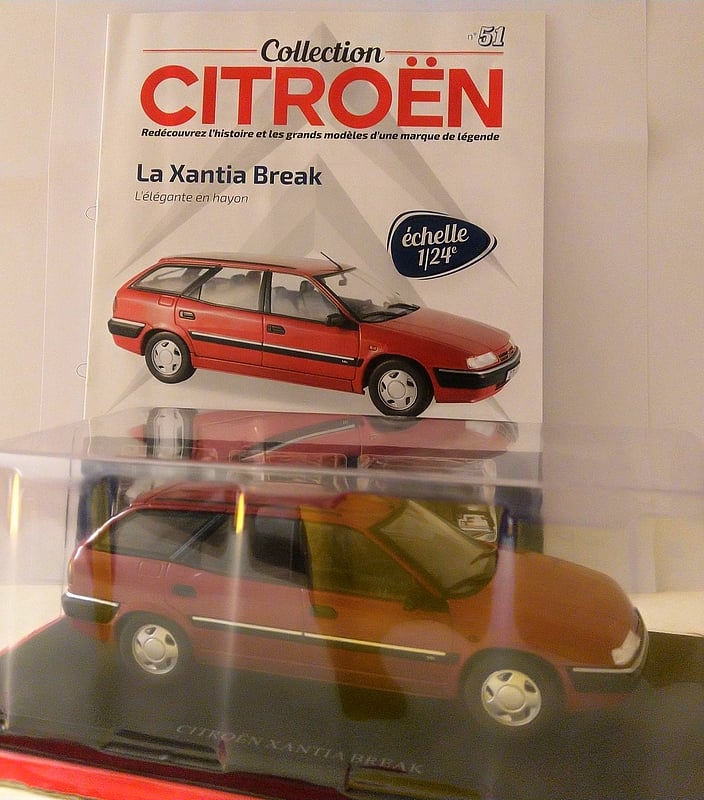 n° 51
Collection
CITROËN
Redécouvrez l'histoire et les grands modèles d'une marque de légende
La Xantia Break
L'élégante en hayon
échelle
1/24e
CITROËN XANTIA BREAK